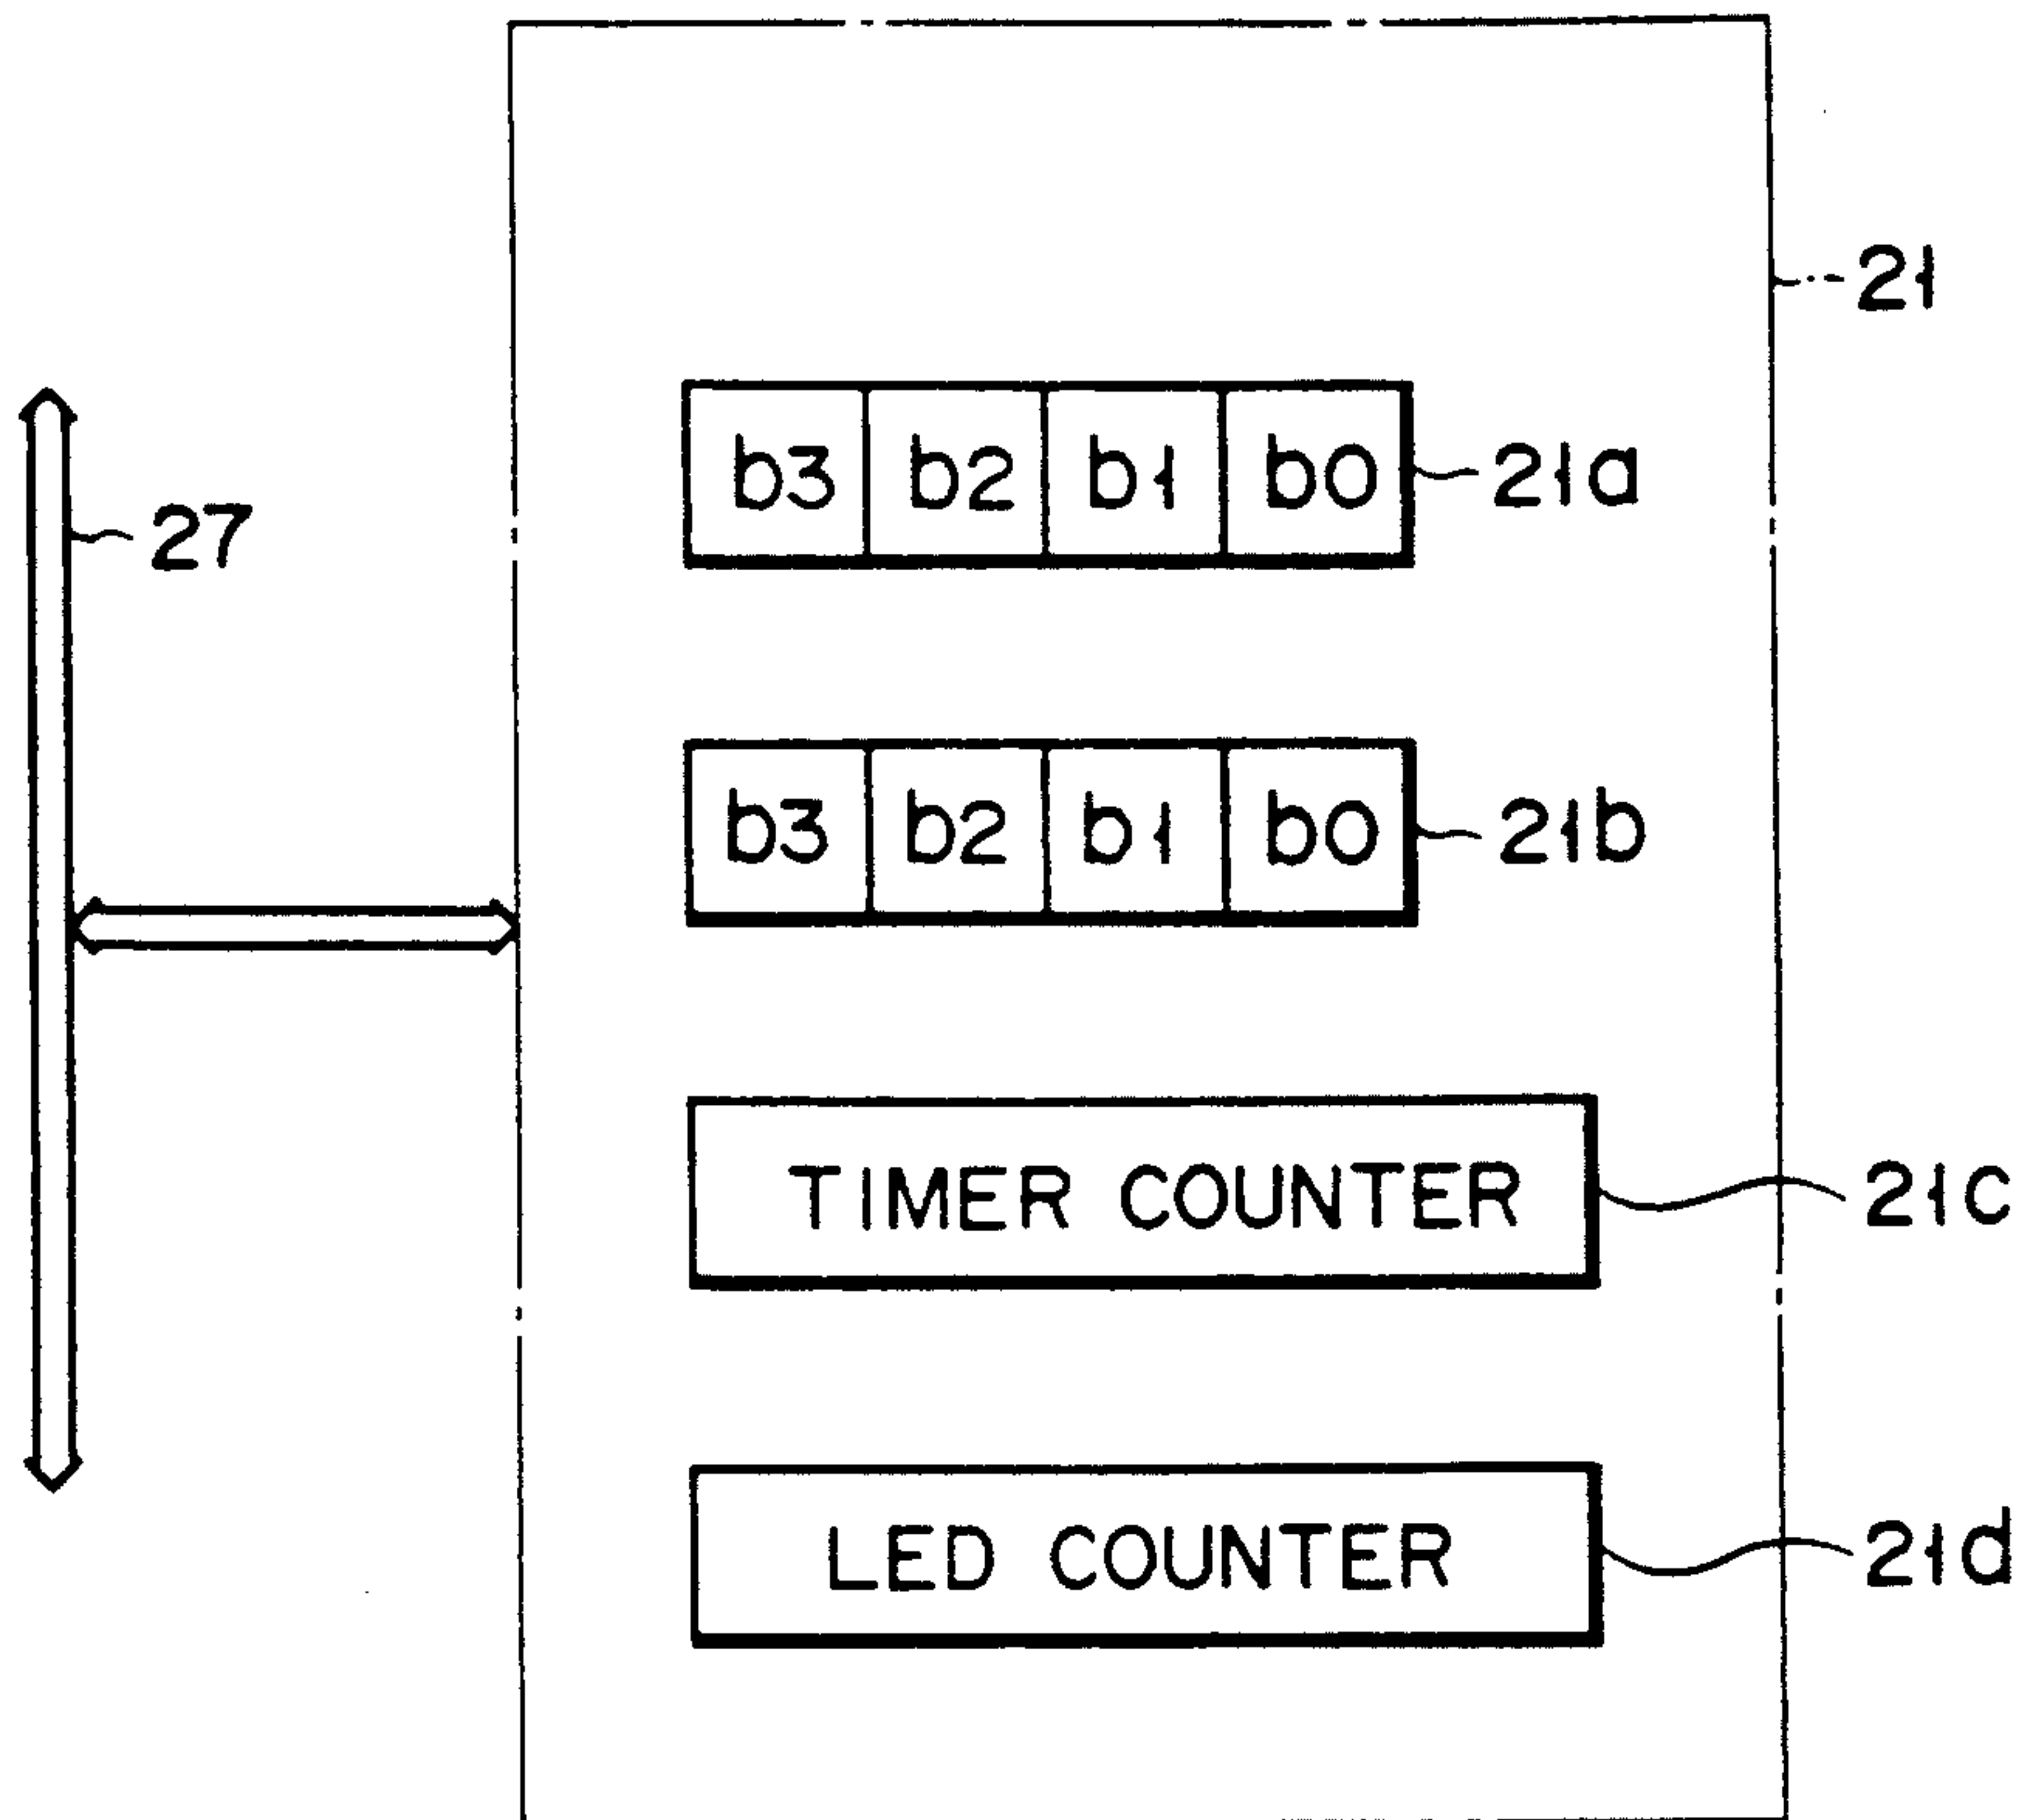 21
b3 b2 b1 b0 21a
27
b3 b2 b1 b0 21b
TIMER COUNTER 21c
LED COUNTER 21d